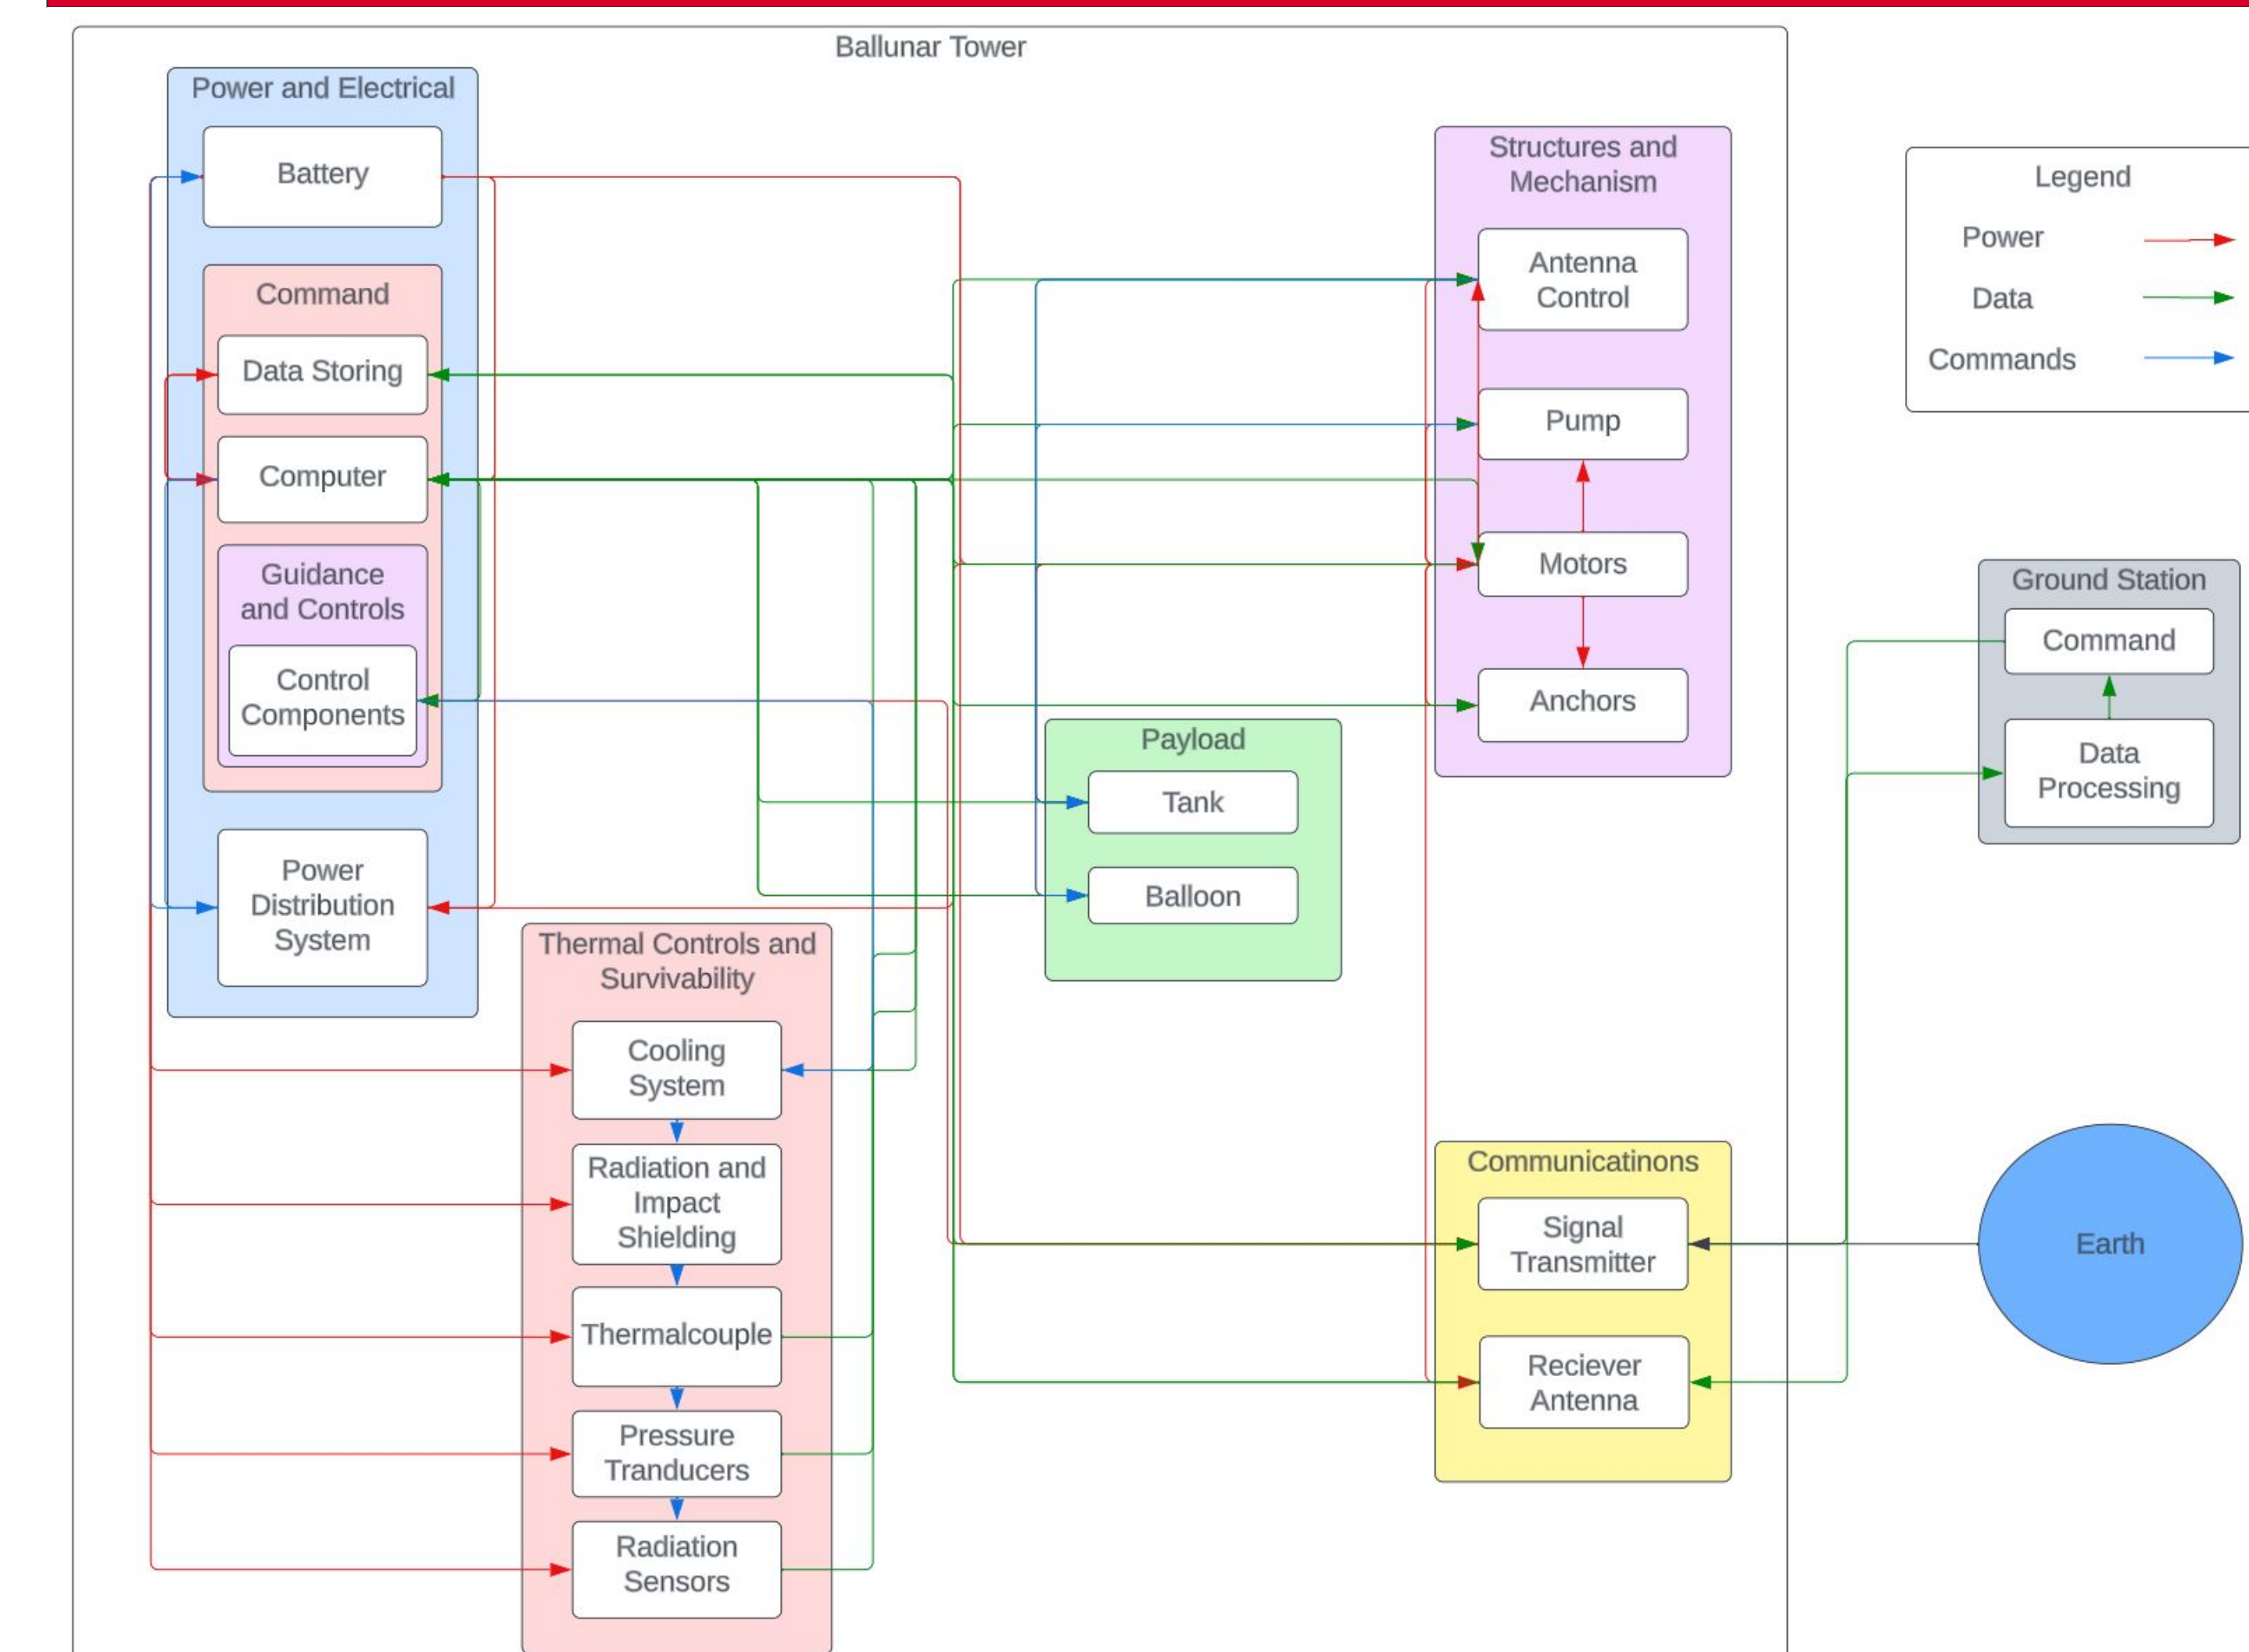 Ballunar Tower
Power and Electrical
Battery
Command
Data Storing
Computer
Guidance
and Controls
Control
Components
Power
Distribution
System
Thermal Controls and
Survivability
Cooling
System
Radiation and
Impact
Shielding
Thermalcouple
Pressure
Tranducers
Radiation
Sensors
Payload
Tank
Balloon
Structures and
Mechanism
Antenna
Control
Pump
Motors
Anchors
Communicatinons
Signal
Transmitter
Reciever
Antenna
Legend
Power
Data
Commands
Ground Station
Command
Data
Processing
Earth